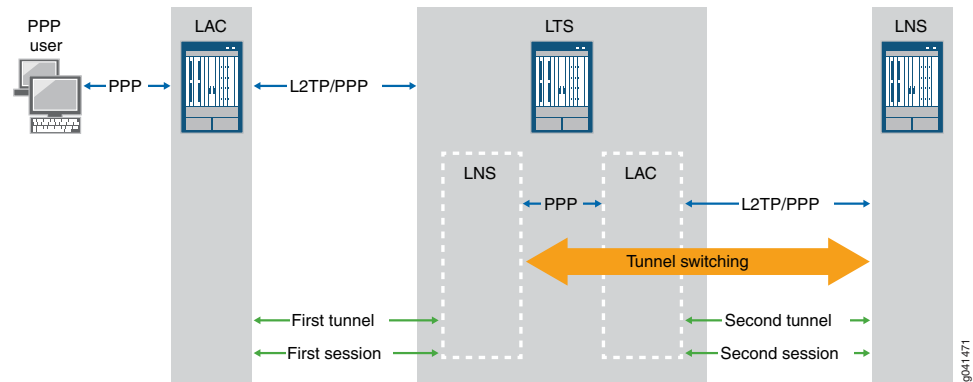 PPP
user
LAC
LTS
LNS
PPP
L2TP/PPP
LNS
LAC
PPP
L2TP/PPP
Tunnel switching
First tunnel
Second tunnel
First session
Second session
g041471